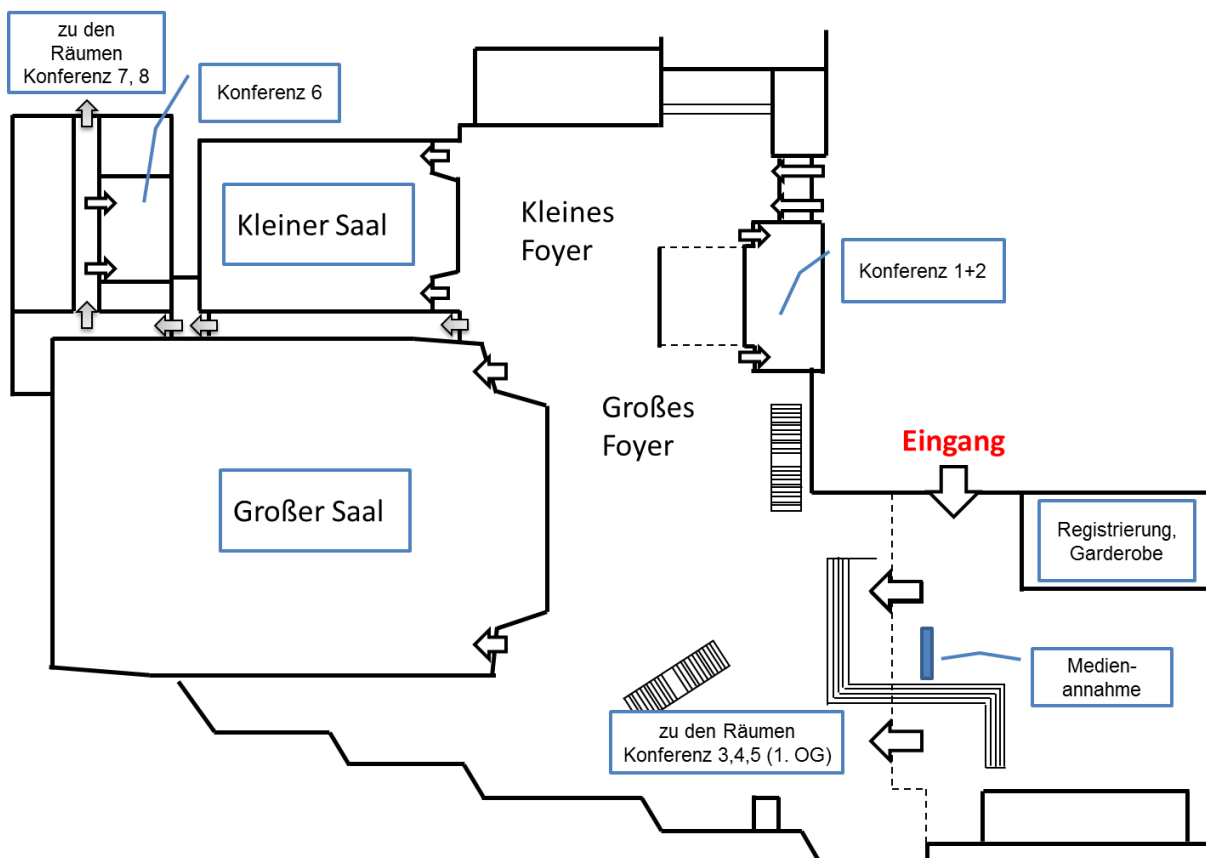 zu den
Räumen
Konferenz 7, 8
Konferenz 6
Kleiner Saal
Kleines
Foyer
Konferenz 1+2
Großes
Foyer
Eingang
Großer Saal
Registrierung,
Garderobe
Medien-
annahme
zu den Räumen
Konferenz 3,4,5 (1. OG)